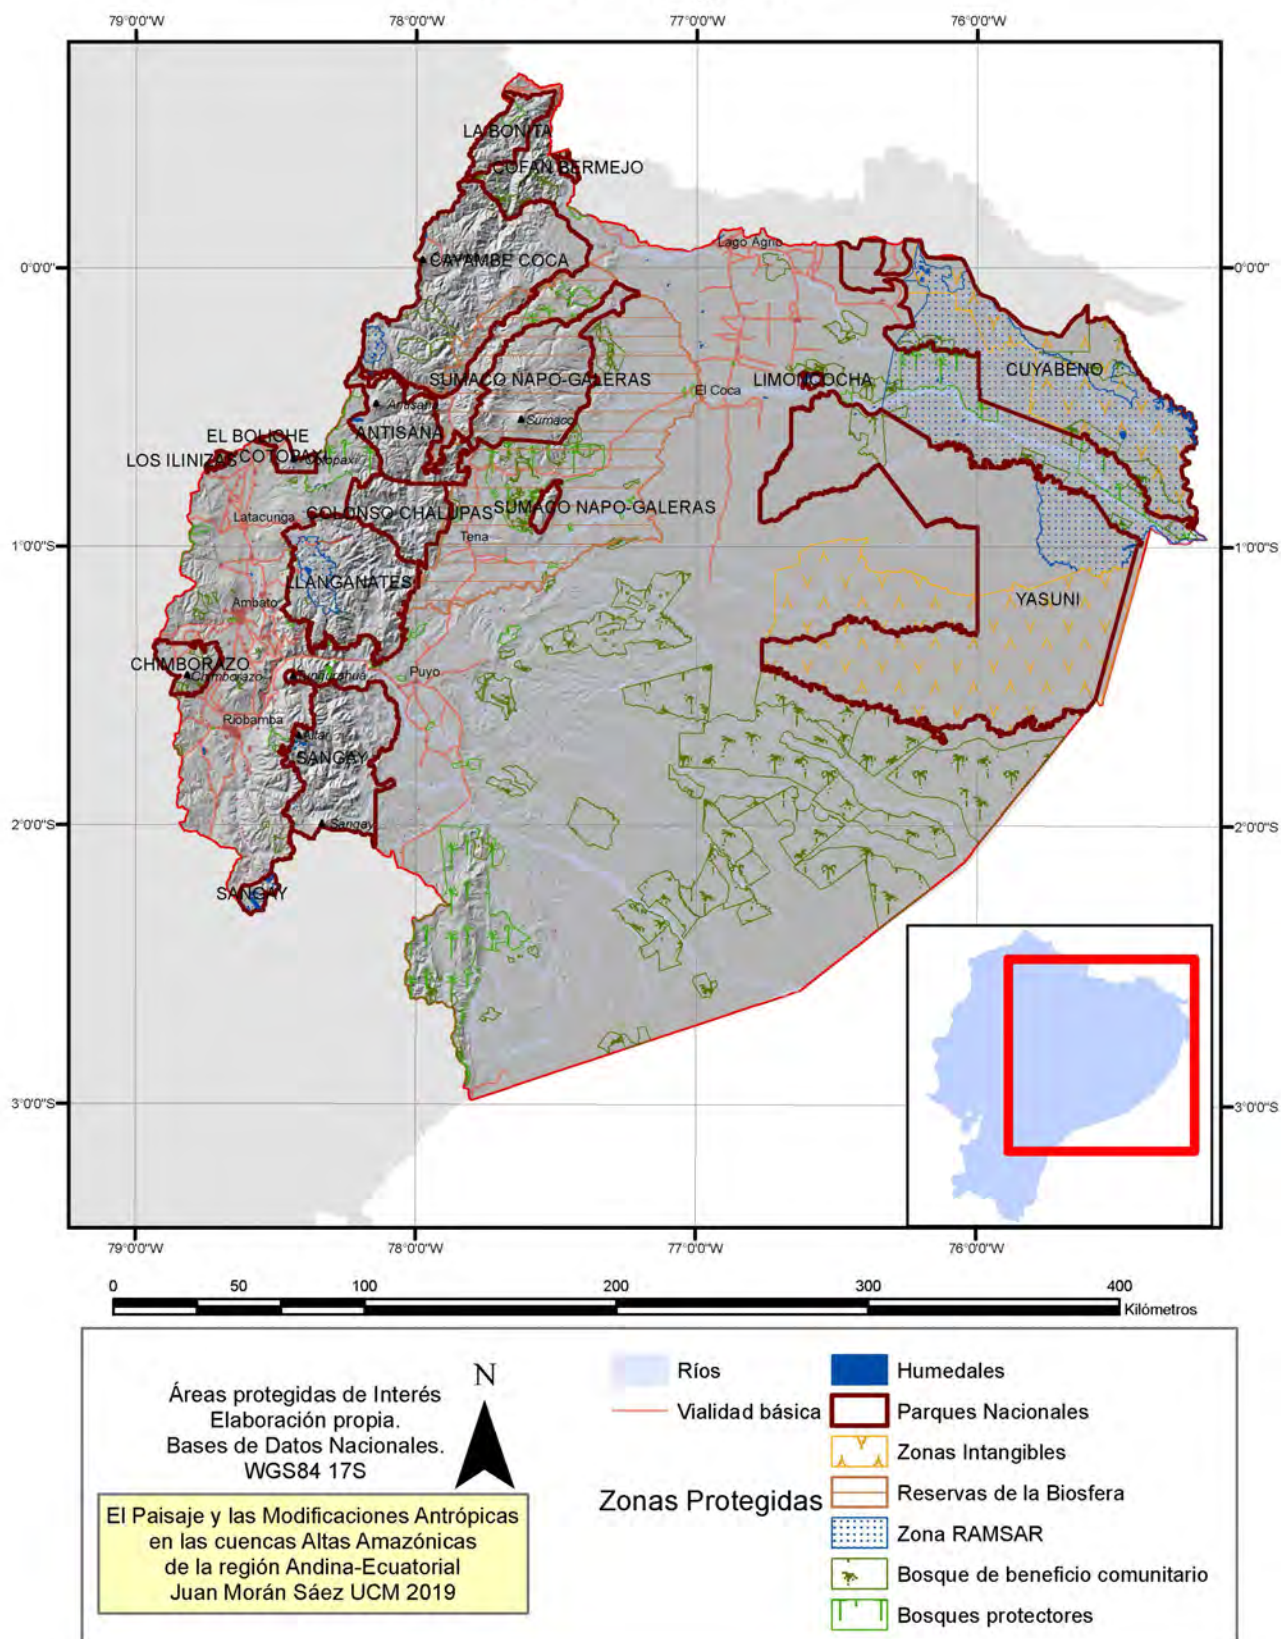 79°0'0"W
78°0'0"W
77°0'0"W
76°0'0"W
LA BONITA
COFAN BERMEJO
Lago Agrio
0°0'0"
CAYAMBE COCA
0°0'0"
SUMACO NAPO-GALERAS
LIMONCOCHA
CUYABENO
El Coca
Antisana
Sumaco
ANTISANA
EL BOLICHE
COTOPAXI
LOS ILINIZAS
Cotopaxi
COLONSO CHALUPAS
SUMACO NAPO-GALERAS
Latacunga
Tena
1°0'0"S
1°0'0"S
LLANGANATES
YASUNI
Ambato
CHIMBORAZO
Chimborazo
Tungurahua
Puyo
Riobamba
Altar
SANGAY
Sangay
2°0'0"S
2°0'0"S
SANGAY
3°0'0"S
3°0'0"S
79°0'0"W
78°0'0"W
77°0'0"W
76°0'0"W
0
50
100
200
300
400
Kilómetros
Áreas protegidas de Interés
Elaboración propia.
Bases de Datos Nacionales.
WGS84 17S
N
El Paisaje y las Modificaciones Antrópicas
en las cuencas Altas Amazónicas
de la región Andina-Ecuatorial
Juan Morán Sáez UCM 2019
Ríos
Vialidad básica
Zonas Protegidas
Humedales
Parques Nacionales
Zonas Intangibles
Reservas de la Biosfera
Zona RAMSAR
Bosque de beneficio comunitario
Bosques protectores